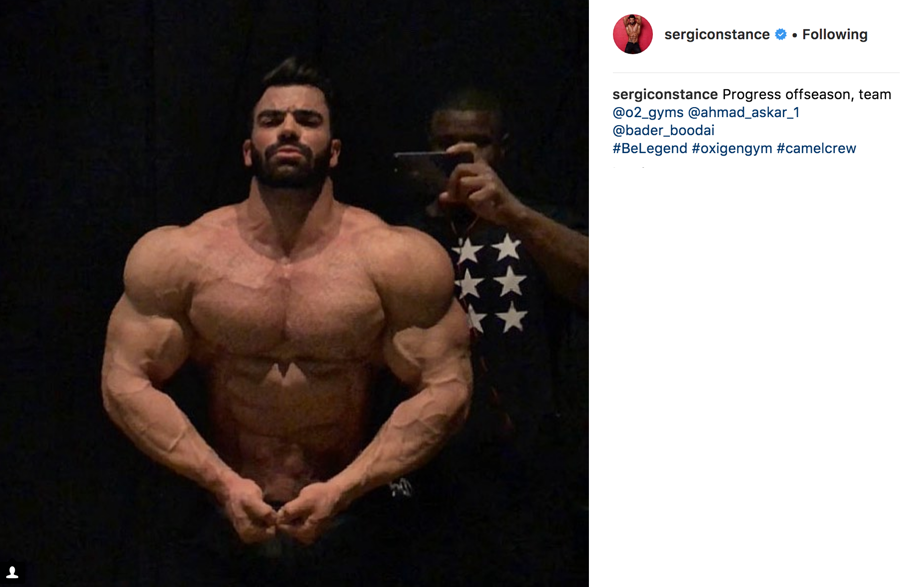 sergiconstance • Following
sergiconstance Progress offseason, team
@o2_gyms @ahmad_askar_1
@bader_boodai
#BeLegend #oxigengym #camelcrew